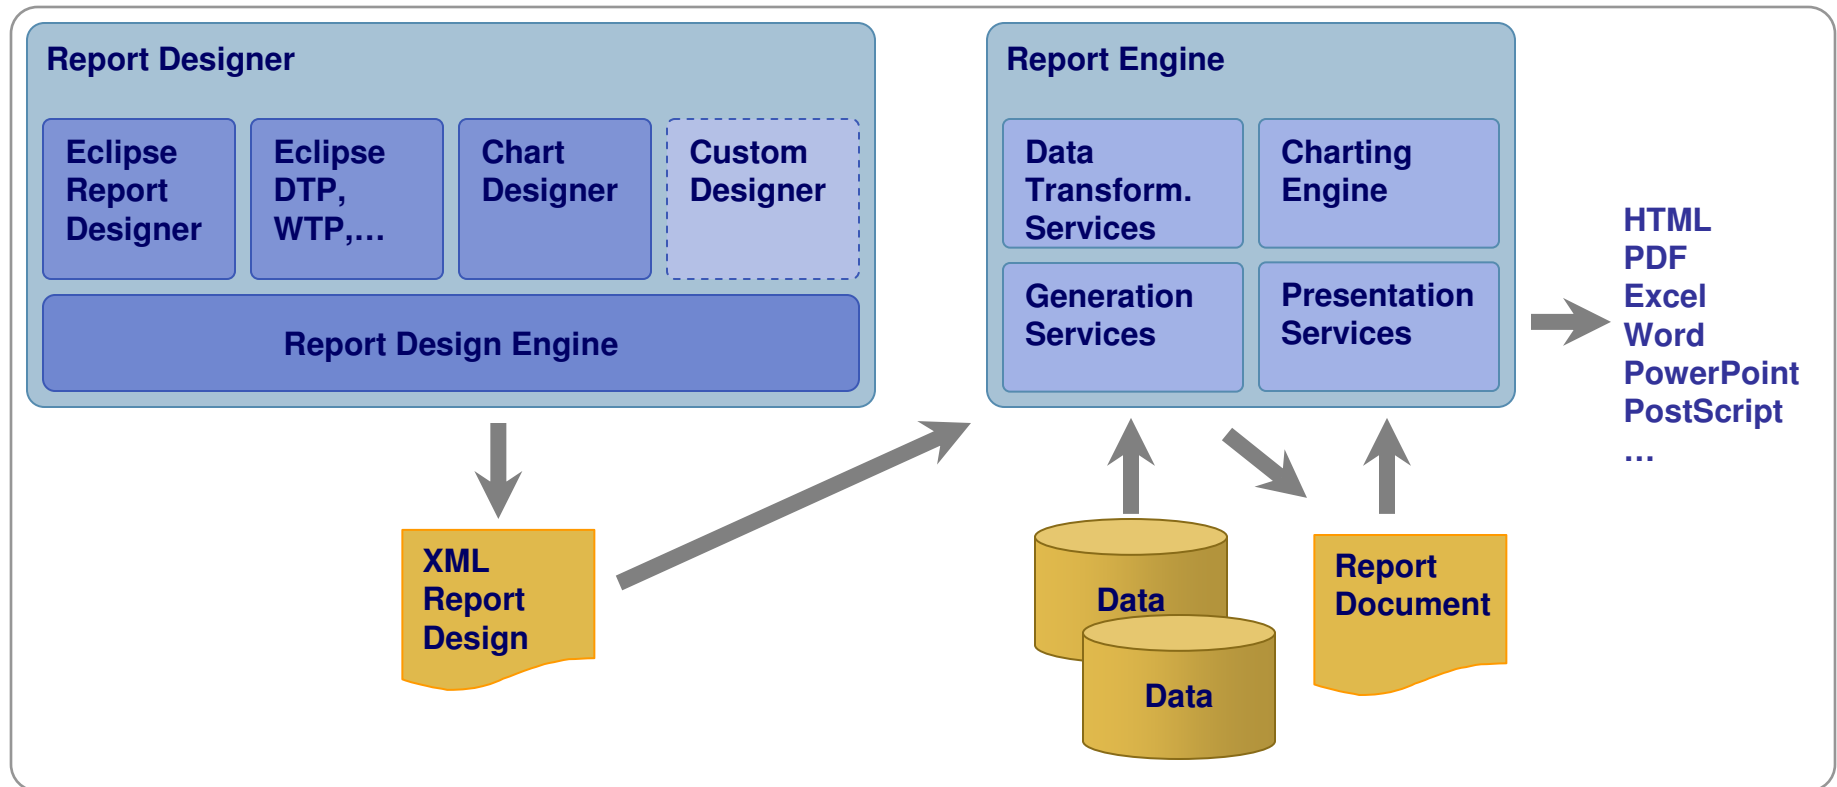 Report Designer
Eclipse
Report
Designer
Eclipse
DTP,
WTP,…
Chart
Designer
Custom
Designer
Report Design Engine
Report Engine
Data
Transform.
Services
Charting
Engine
Generation
Services
Presentation
Services
HTML
PDF
Excel
Word
PowerPoint
PostScript
…
XML
Report
Design
Data
Data
Report
Document